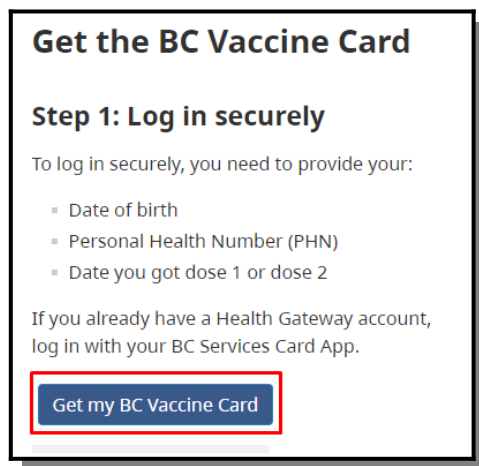 Get the BC Vaccine Card
Step 1: Log in securely
To log in securely, you need to provide your:
Date of birth
Personal Health Number (PHN)
Date you got dose 1 or dose 2
If you already have a Health Gateway account,
log in with your BC Services Card App.
Get my BC Vaccine Card